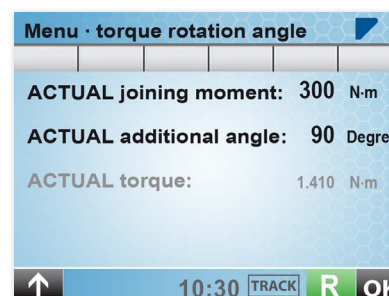 Menu · torque rotation angle
ACTUAL joining moment: 300 N·m
ACTUAL additional angle: 90 Degre
ACTUAL torque: 1.410 N·m
↑ 10:30 TRACK R